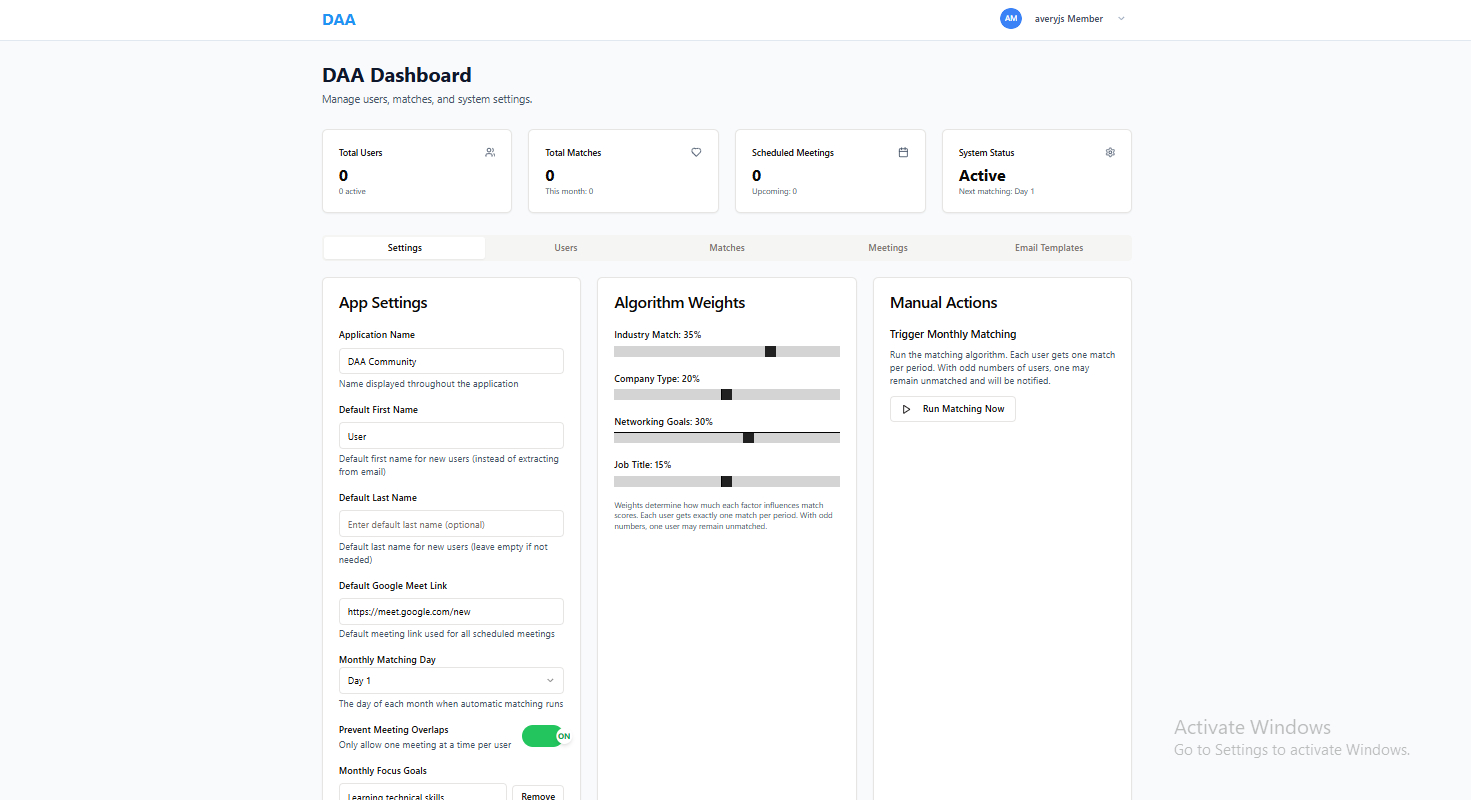 DAA
AM
averyjs Member
DAA Dashboard
Manage users, matches, and system settings.
Total Users
0
0 active
Total Matches
0
This month: 0
Scheduled Meetings
0
Upcoming: 0
System Status
Active
Next matching: Day 1
Settings
Users
Matches
Meetings
Email Templates
App Settings
Application Name
DAA Community
Name displayed throughout the application
Default First Name
User
Default first name for new users (instead of extracting
from email)
Default Last Name
Enter default last name (optional)
Default last name for new users (leave empty if not
needed)
Default Google Meet Link
https://meet.google.com/new
Default meeting link used for all scheduled meetings
Monthly Matching Day
Day 1
The day of each month when automatic matching runs
Prevent Meeting Overlaps
Only allow one meeting at a time per user
ON
Monthly Focus Goals
Learning technical skills
Remove
Algorithm Weights
Industry Match: 35%
Company Type: 20%
Networking Goals: 30%
Job Title: 15%
Weights determine how much each factor influences match
scores. Each user gets exactly one match per period. With odd
numbers, one user may remain unmatched.
Manual Actions
Trigger Monthly Matching
Run the matching algorithm. Each user gets one match
per period. With odd numbers of users, one may
remain unmatched and will be notified.
Run Matching Now
Activate Windows
Go to Settings to activate Windows.